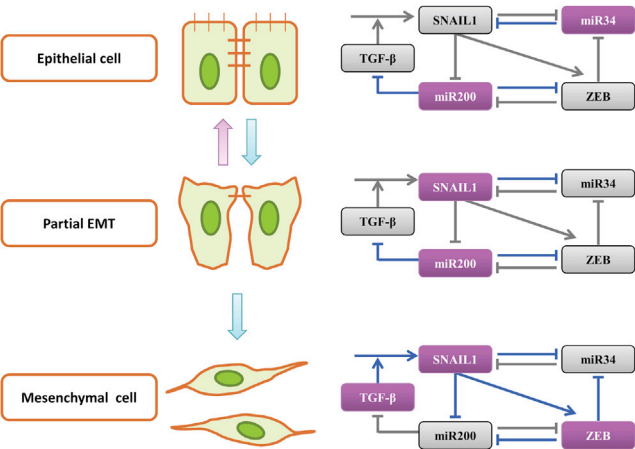 SNAIL1
miR34
Epithelial cell
TGF-β
miR200
ZEB
SNAIL1
miR34
Partial EMT
TGF-β
miR200
ZEB
SNAIL1
miR34
Mesenchymal cell
TGF-β
miR200
ZEB